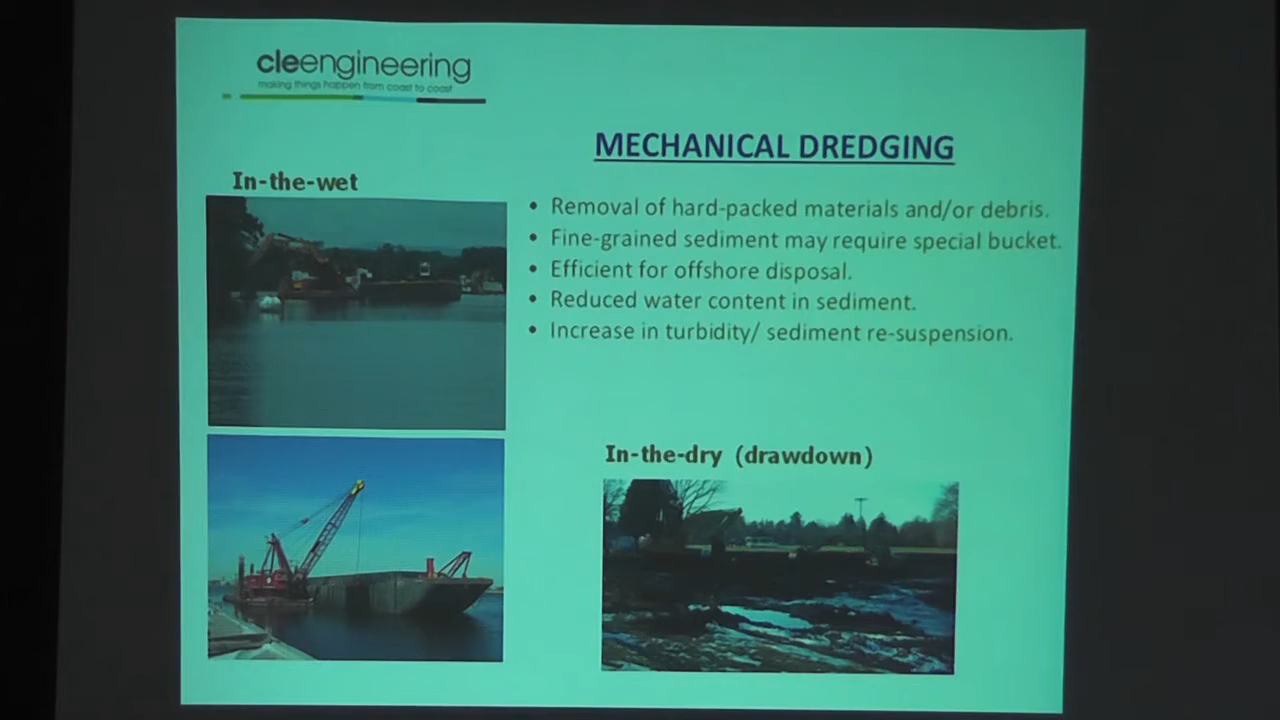 cleengineering
making things happen from coast to coast
MECHANICAL DREDGING
In-the-wet
• Removal of hard-packed materials and/or debris.
• Fine-grained sediment may require special bucket.
• Efficient for offshore disposal.
• Reduced water content in sediment.
• Increase in turbidity/ sediment re-suspension.
In-the-dry (drawdown)